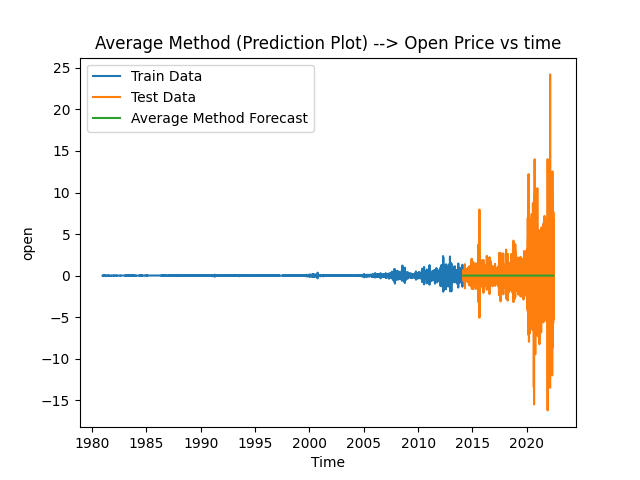 Average Method (Prediction Plot) --> Open Price vs time
Train Data
Test Data
Average Method Forecast
open
25
20
15
10
5
0
−5
−10
−15
1980 1985 1990 1995 2000 2005 2010 2015 2020
Time